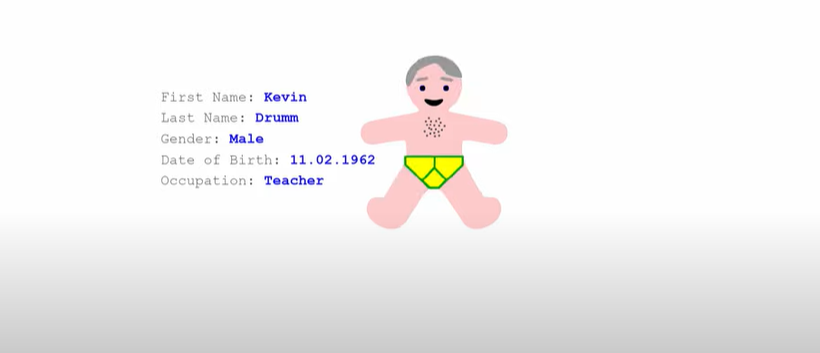 First Name: Kevin
Last Name: Drumm
Gender: Male
Date of Birth: 11.02.1962
Occupation: Teacher